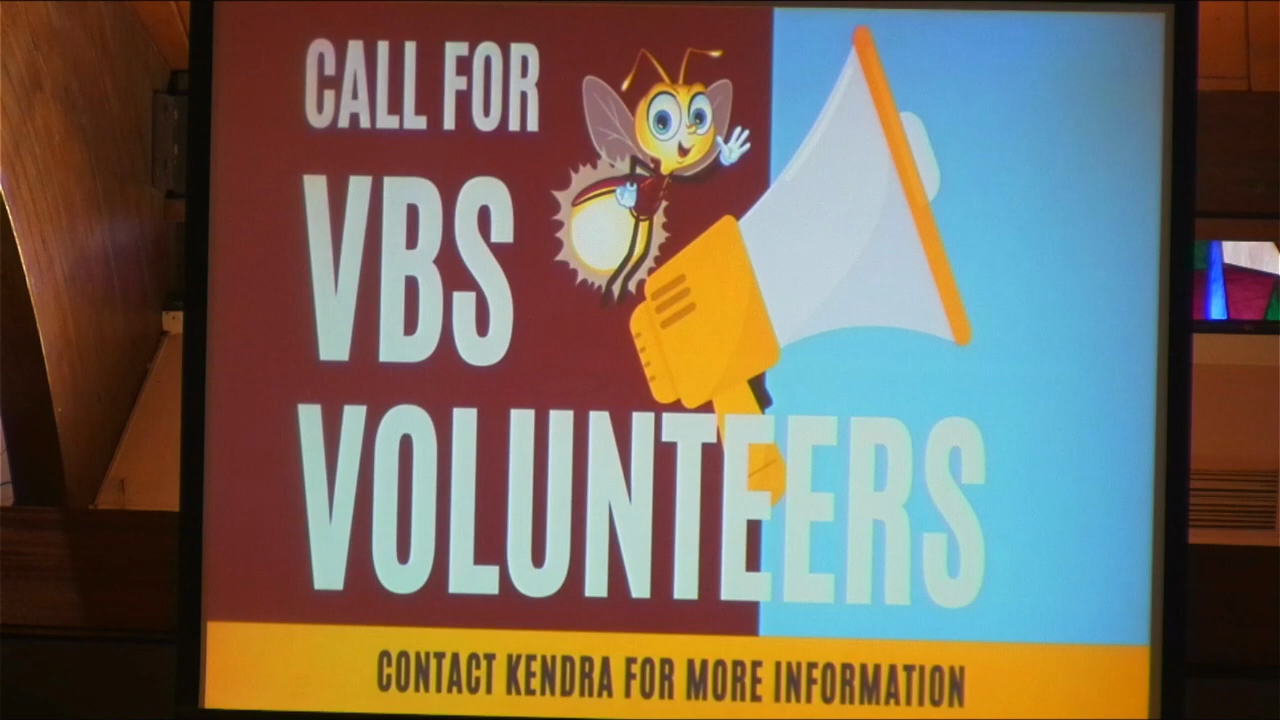 CALL FOR
VBS
VOLUNTEERS
CONTACT KENDRA FOR MORE INFORMATION